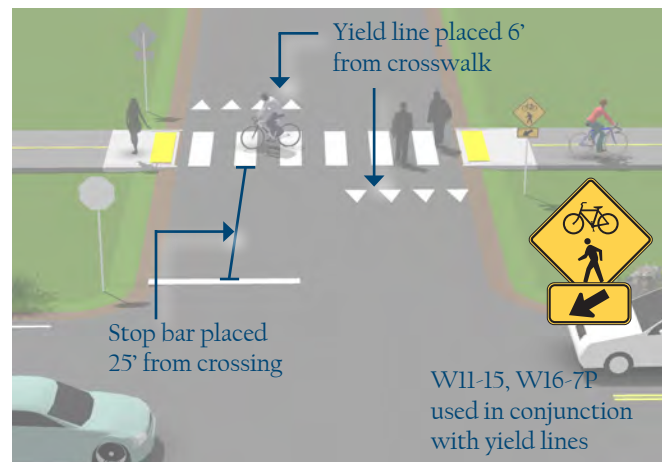 Yield line placed 6'
from crosswalk
Stop bar placed
25' from crossing
W11-15, W16-7P
used in conjunction
with yield lines